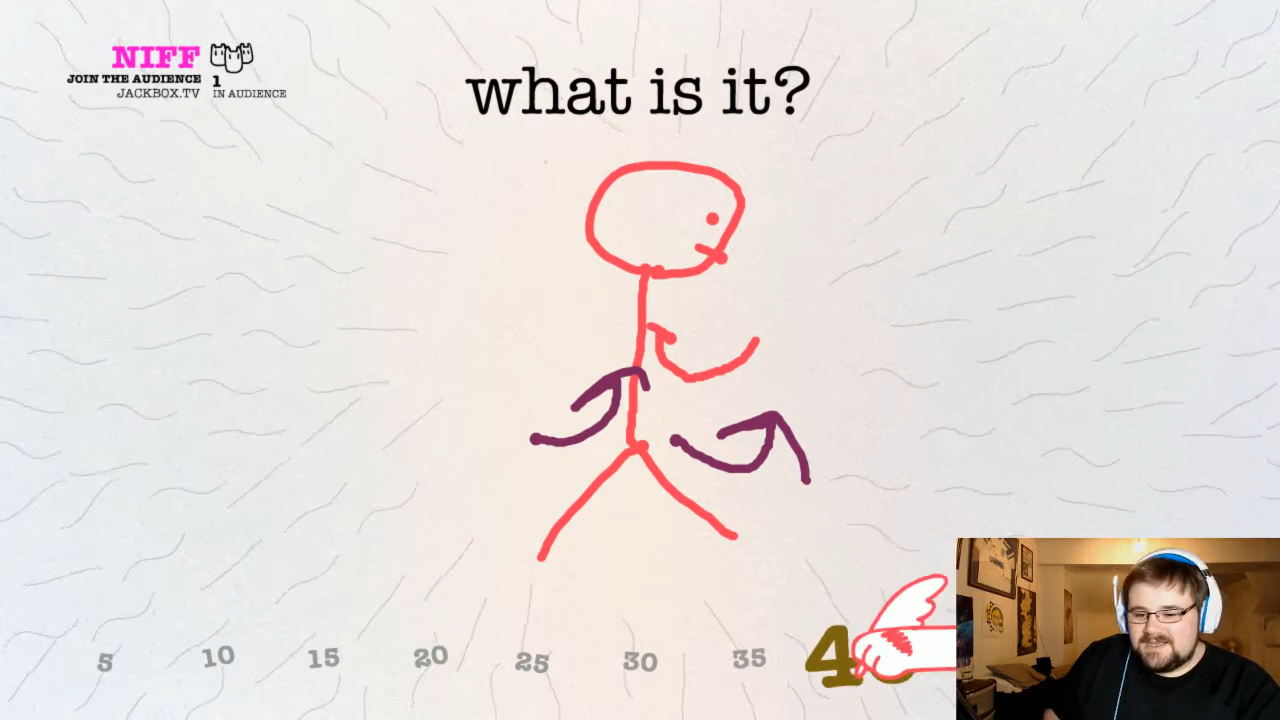 NIFF
JOIN THE AUDIENCE
JACKBOX.TV
1
IN AUDIENCE
what is it?
5 10 15 20 25 30 35 4